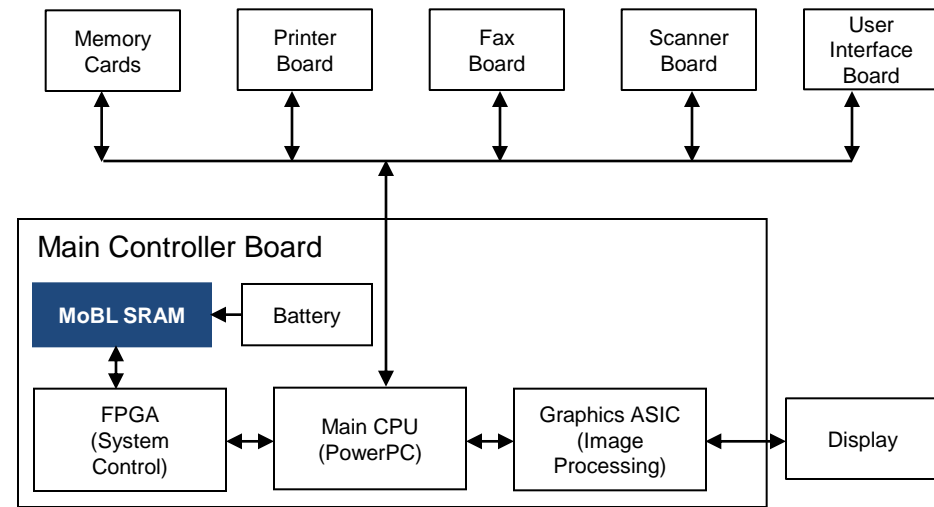 Memory
Cards
Printer
Board
Fax
Board
Scanner
Board
User
Interface
Board
Main Controller Board
MoBL SRAM
Battery
FPGA
(System
Control)
Main CPU
(PowerPC)
Graphics ASIC
(Image
Processing)
Display